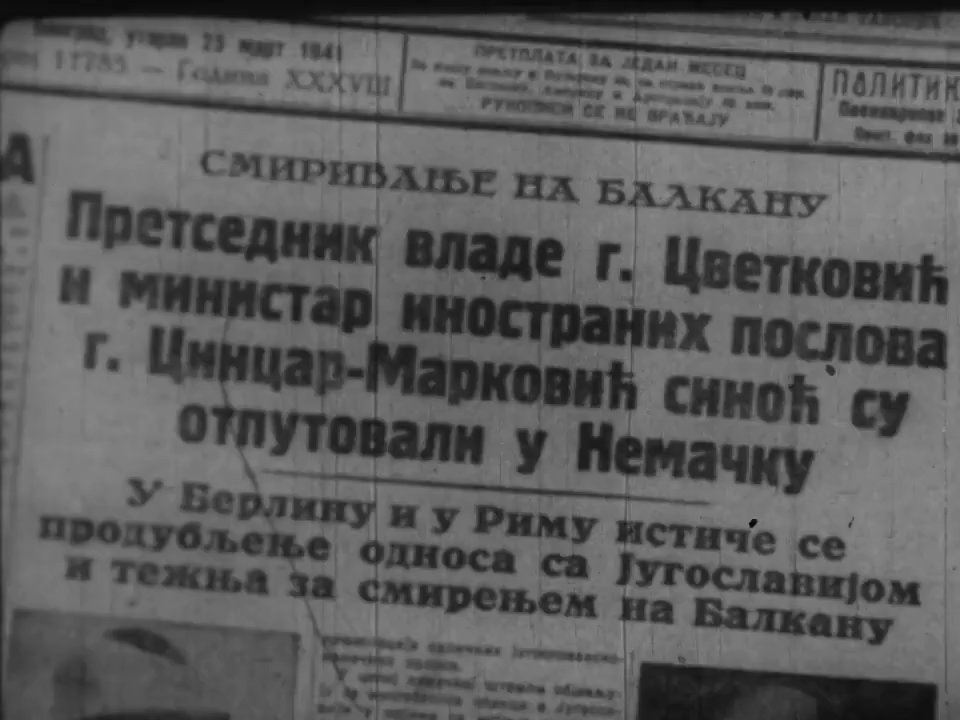 Београд, уторак 25 март 1941
Број 11785 — Година XXXVIII
ПРЕТПЛАТА ЗА ЈЕДАН МЕСЕЦ
РУКОПИСИ СЕ НЕ ВРАЋАЈУ
ПОЛИТИК
А
СМИРИВАЊЕ НА БАЛКАНУ
Претседник владе г. Цветковић
и министар иностраних послова
г. Цинцар-Марковић синоћ су
отпутовали у Немачку
У Берлину и у Риму истиче се
продубљење односа са Југославијом
и тежња за смирењем на Балкану